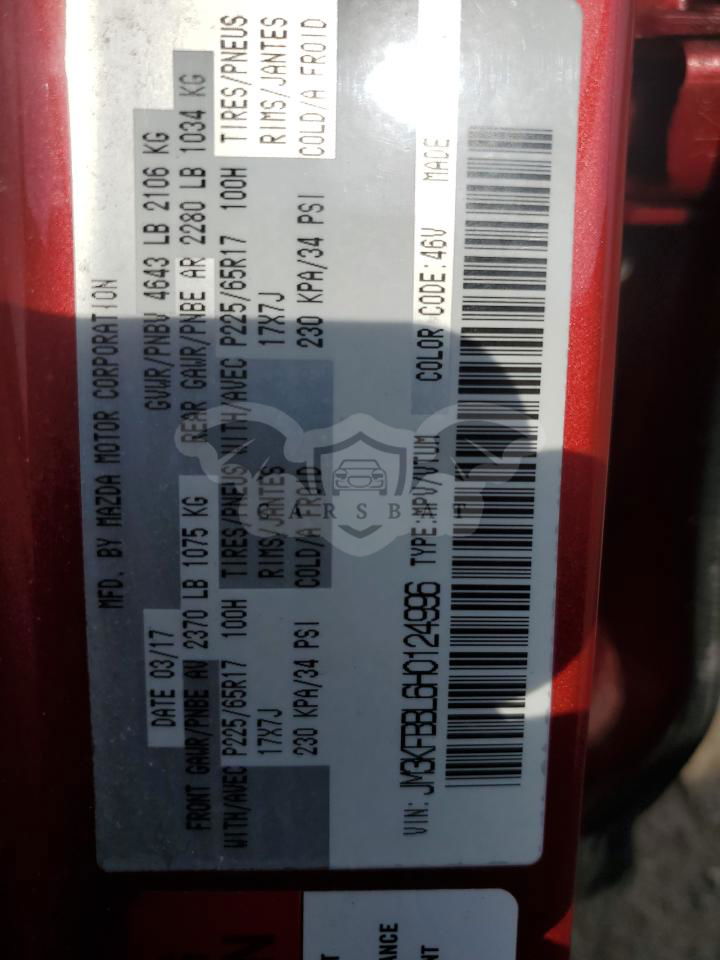 MFD. BY MAZDA MOTOR CORPORATION
DATE 03/17 GVWR/PNBV 4643 LB 2106 KG
FRONT GAWR/PNBE AV 2370 LB 1075 KG REAR GAWR/PNBE AR 2280 LB 1034 KG
WITH/AVEC P225/65R17 100H TIRES/PNEUS WITH/AVEC P225/65R17 100H TIRES/PNEUS
17X7J RIMS/JANTES 17X7J RIMS/JANTES
230 KPA/34 PSI COLD/A FROID 230 KPA/34 PSI COLD/A FROID
VIN: JM3KFBBL6H0124996 TYPE:MPV/VTUM COLOR CODE:46V MADE
CARSBAT
N
T
ANCE
NT